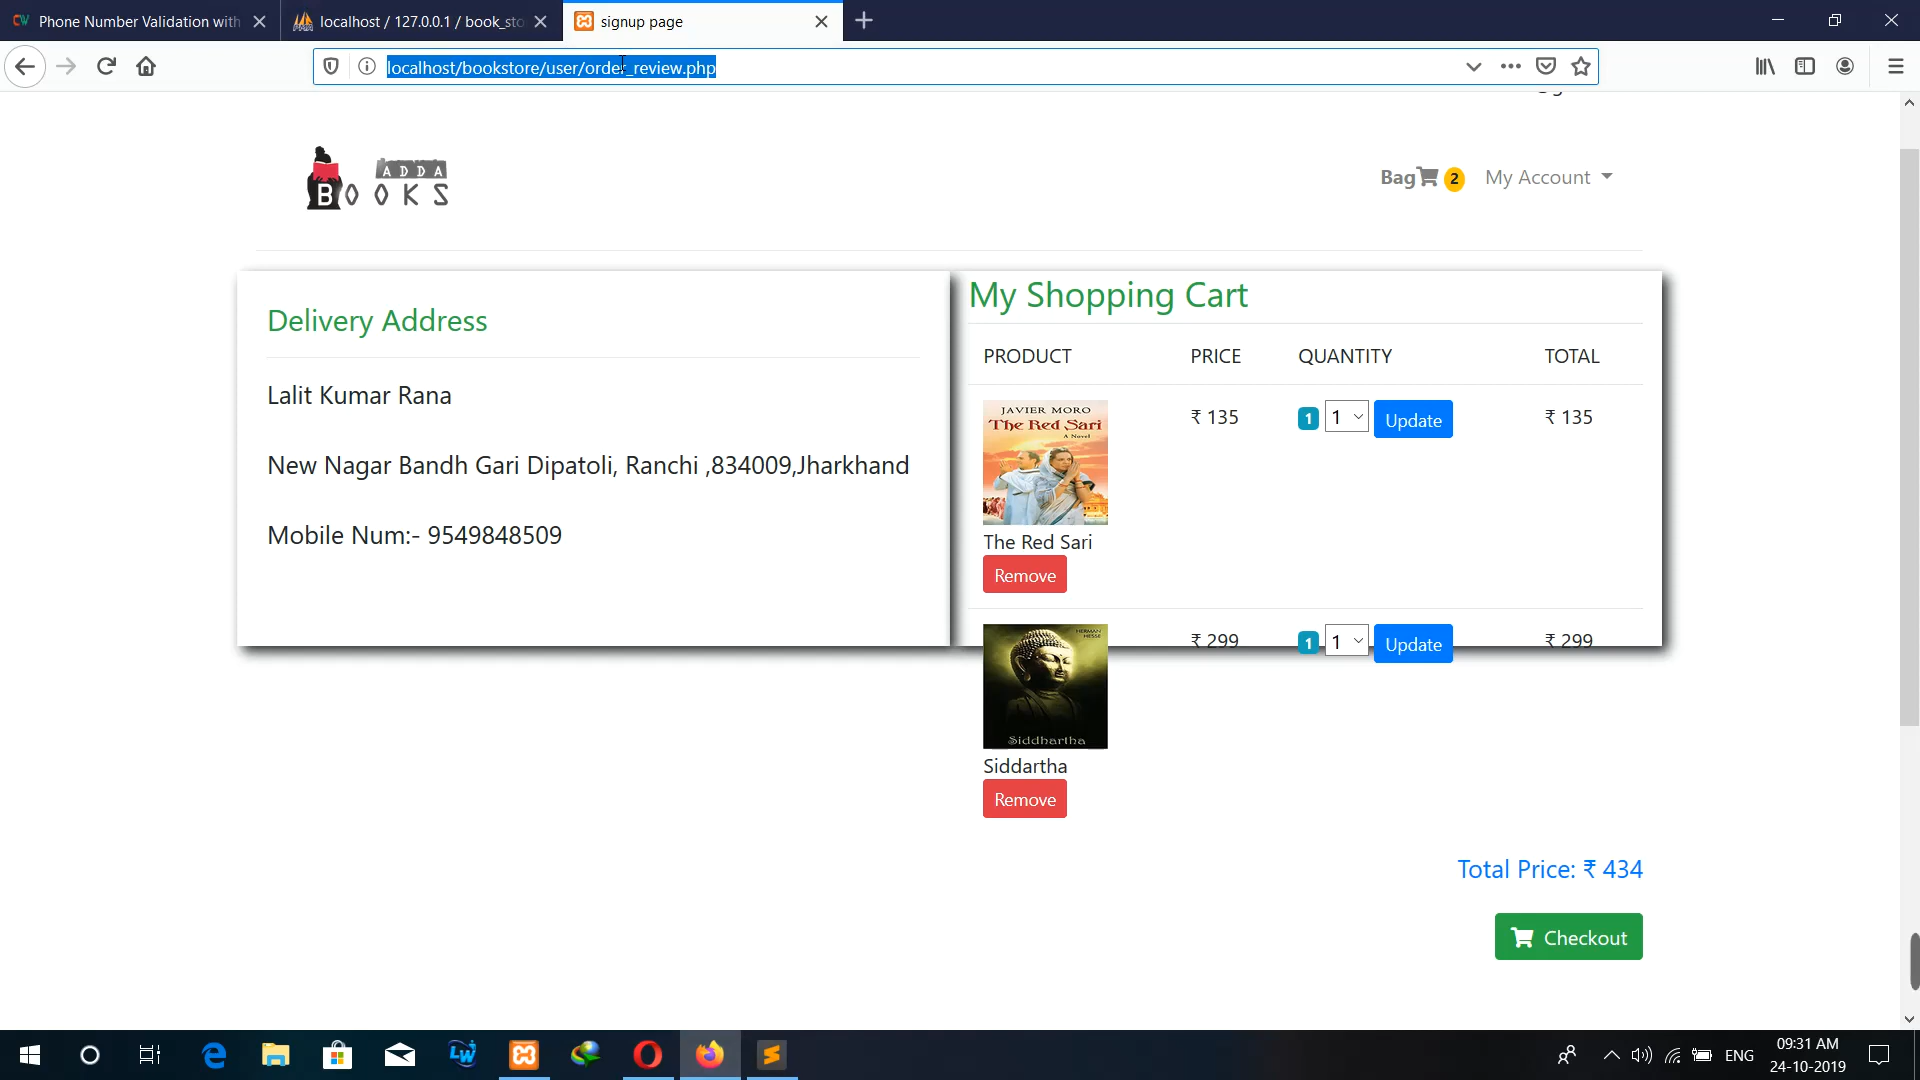 Phone Number Validation with
localhost / 127.0.0.1 / book_sto
signup page
localhost/bookstore/user/order_review.php
ADDA
BOOKS
Bag 2
My Account
Delivery Address
Lalit Kumar Rana
New Nagar Bandh Gari Dipatoli, Ranchi ,834009,Jharkhand
Mobile Num:- 9549848509
My Shopping Cart
PRODUCT PRICE QUANTITY TOTAL
JAVIER MORO
The Red Sari
A Novel
₹ 135 1 1 Update ₹ 135
The Red Sari
Remove
HERMAN
HESSE
Siddhartha
₹ 299 1 1 Update ₹ 299
Siddartha
Remove
Total Price: ₹ 434
Checkout
ENG
09:31 AM
24-10-2019